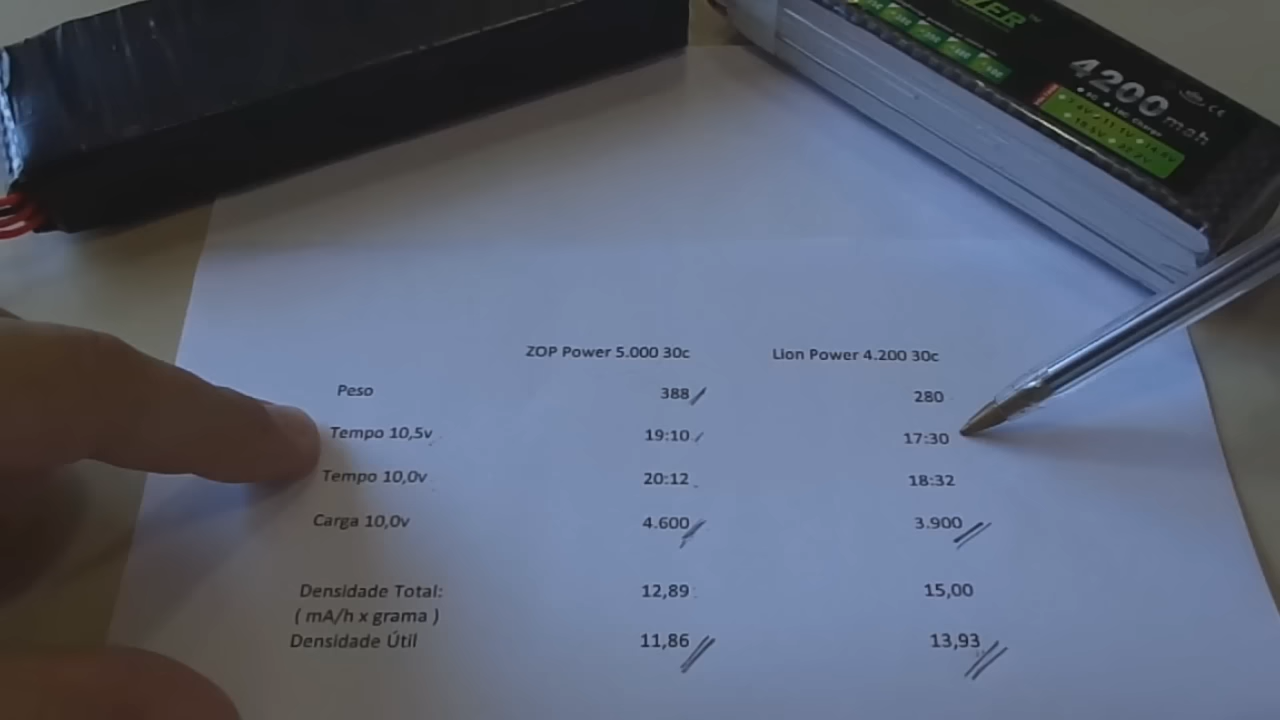 4200 mah
ZOP Power 5.000 30c Lion Power 4.200 30c
Peso 388 280
Tempo 10,5v 19:10 17:30
Tempo 10,0v 20:12 18:32
Carga 10,0v 4.600 3.900
Densidade Total: 12,89 15,00
( mA/h x grama )
Densidade Útil 11,86 13,93